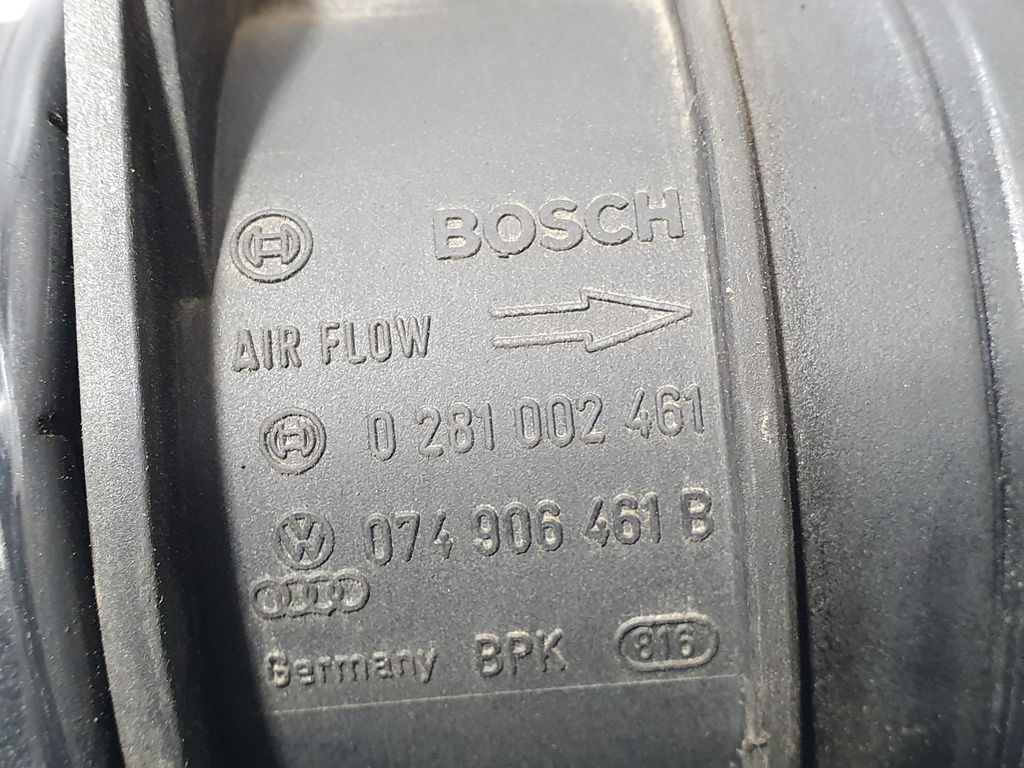 BOSCH
AIR FLOW
0 281 002 461
074 906 461 B
Germany BPK 816